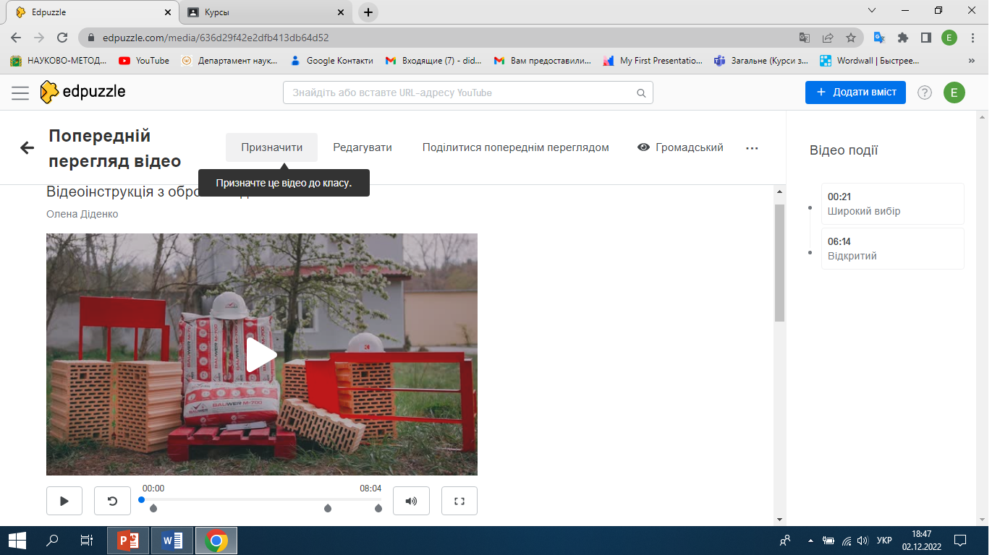 Edpuzzle
Курсы
edpuzzle.com/media/636d29f42e2dfb413db64d52
E
НАУКОВО-МЕТОД...
YouTube
Департамент наук...
Google Контакти
Входящие (7) - did...
Вам предоставили...
My First Presentatio...
Загальне (Курси з...
Wordwall | Быстрее...
»
edpuzzle
Знайдіть або вставте URL-адресу YouTube
+ Додати вміст
?
E
Попередній
перегляд відео
Призначити
Редагувати
Поділитися попереднім переглядом
Громадський
...
Призначте це відео до класу.
Відеоінструкція з
Олена Діденко
BAUWER M-700
00:00
08:04
Відео події
00:21
Широкий вибір
06:14
Відкритий
УКР
18:47
02.12.2022